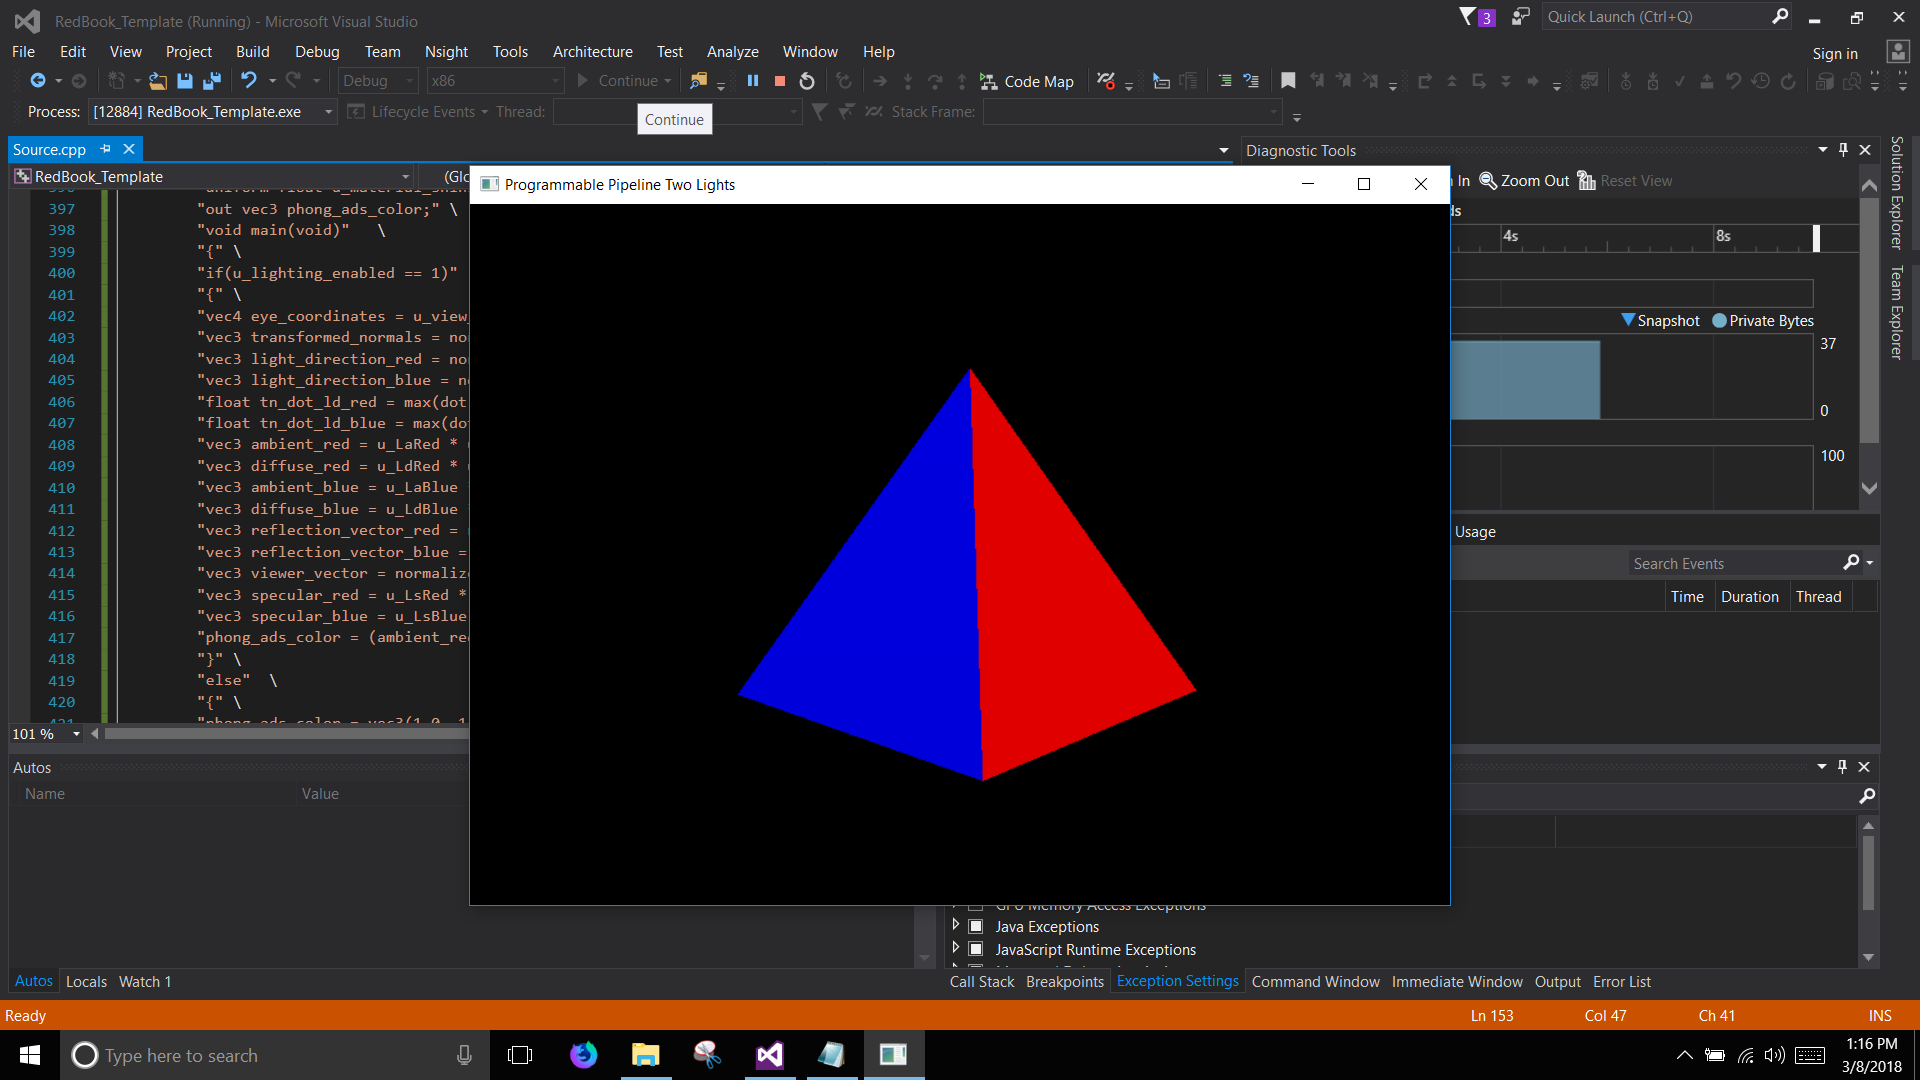 RedBook_Template (Running) - Microsoft Visual Studio
3
Quick Launch (Ctrl+Q)
File Edit View Project Build Debug Team Nsight Tools Architecture Test Analyze Window Help
Sign in
Debug x86 Continue Code Map
Process: [12884] RedBook_Template.exe Lifecycle Events Thread: Stack Frame:
Continue
Source.cpp
RedBook_Template
Diagnostic Tools
Programmable Pipeline Two Lights
In Zoom Out Reset View
4s 8s
Snapshot Private Bytes
37
0
100
Usage
Search Events
Time Duration Thread
Solution Explorer
Team Explorer
397 "out vec3 phong_ads_color;" \
398 "void main(void)" \
399 "{" \
400 "if(u_lighting_enabled == 1)"
401 "{" \
402 "vec4 eye_coordinates = u_view_
403 "vec3 transformed_normals =
404 "vec3 light_direction_red =
405 "vec3 light_direction_blue =
406 "float tn_dot_ld_red = max(dot
407 "float tn_dot_ld_blue =
408 "vec3 ambient_red = u_LaRed *
409 "vec3 diffuse_red = u_LdRed *
410 "vec3 ambient_blue = u_LaBlue
411 "vec3 diffuse_blue = u_LdBlue
412 "vec3 reflection_vector_red =
413 "vec3 reflection_vector_blue =
414 "vec3 viewer_vector =
415 "vec3 specular_red = u_LsRed *
416 "vec3 specular_blue = u_LsBlue
417 "phong_ads_color =
418 "}" \
419 "else" \
420 "{" \
101 %
Autos
Name Value
GPU Memory Access Exceptions
Java Exceptions
JavaScript Runtime Exceptions
Autos Locals Watch 1
Call Stack Breakpoints Exception Settings Command Window Immediate Window Output Error List
Ready Ln 153 Col 47 Ch 41 INS
Type here to search
1:16 PM
3/8/2018